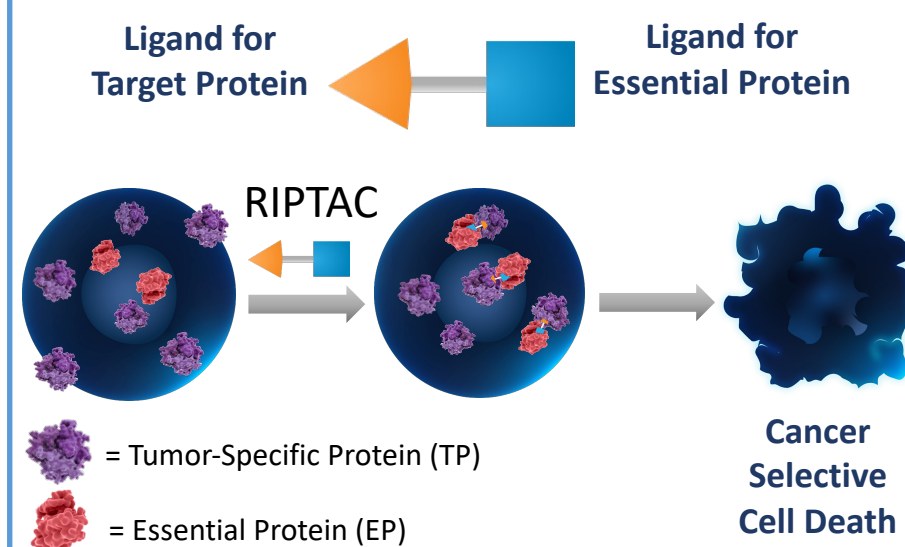 Ligand for
Target Protein
Ligand for
Essential Protein
RIPTAC
= Tumor-Specific Protein (TP)
= Essential Protein (EP)
Cancer
Selective
Cell Death